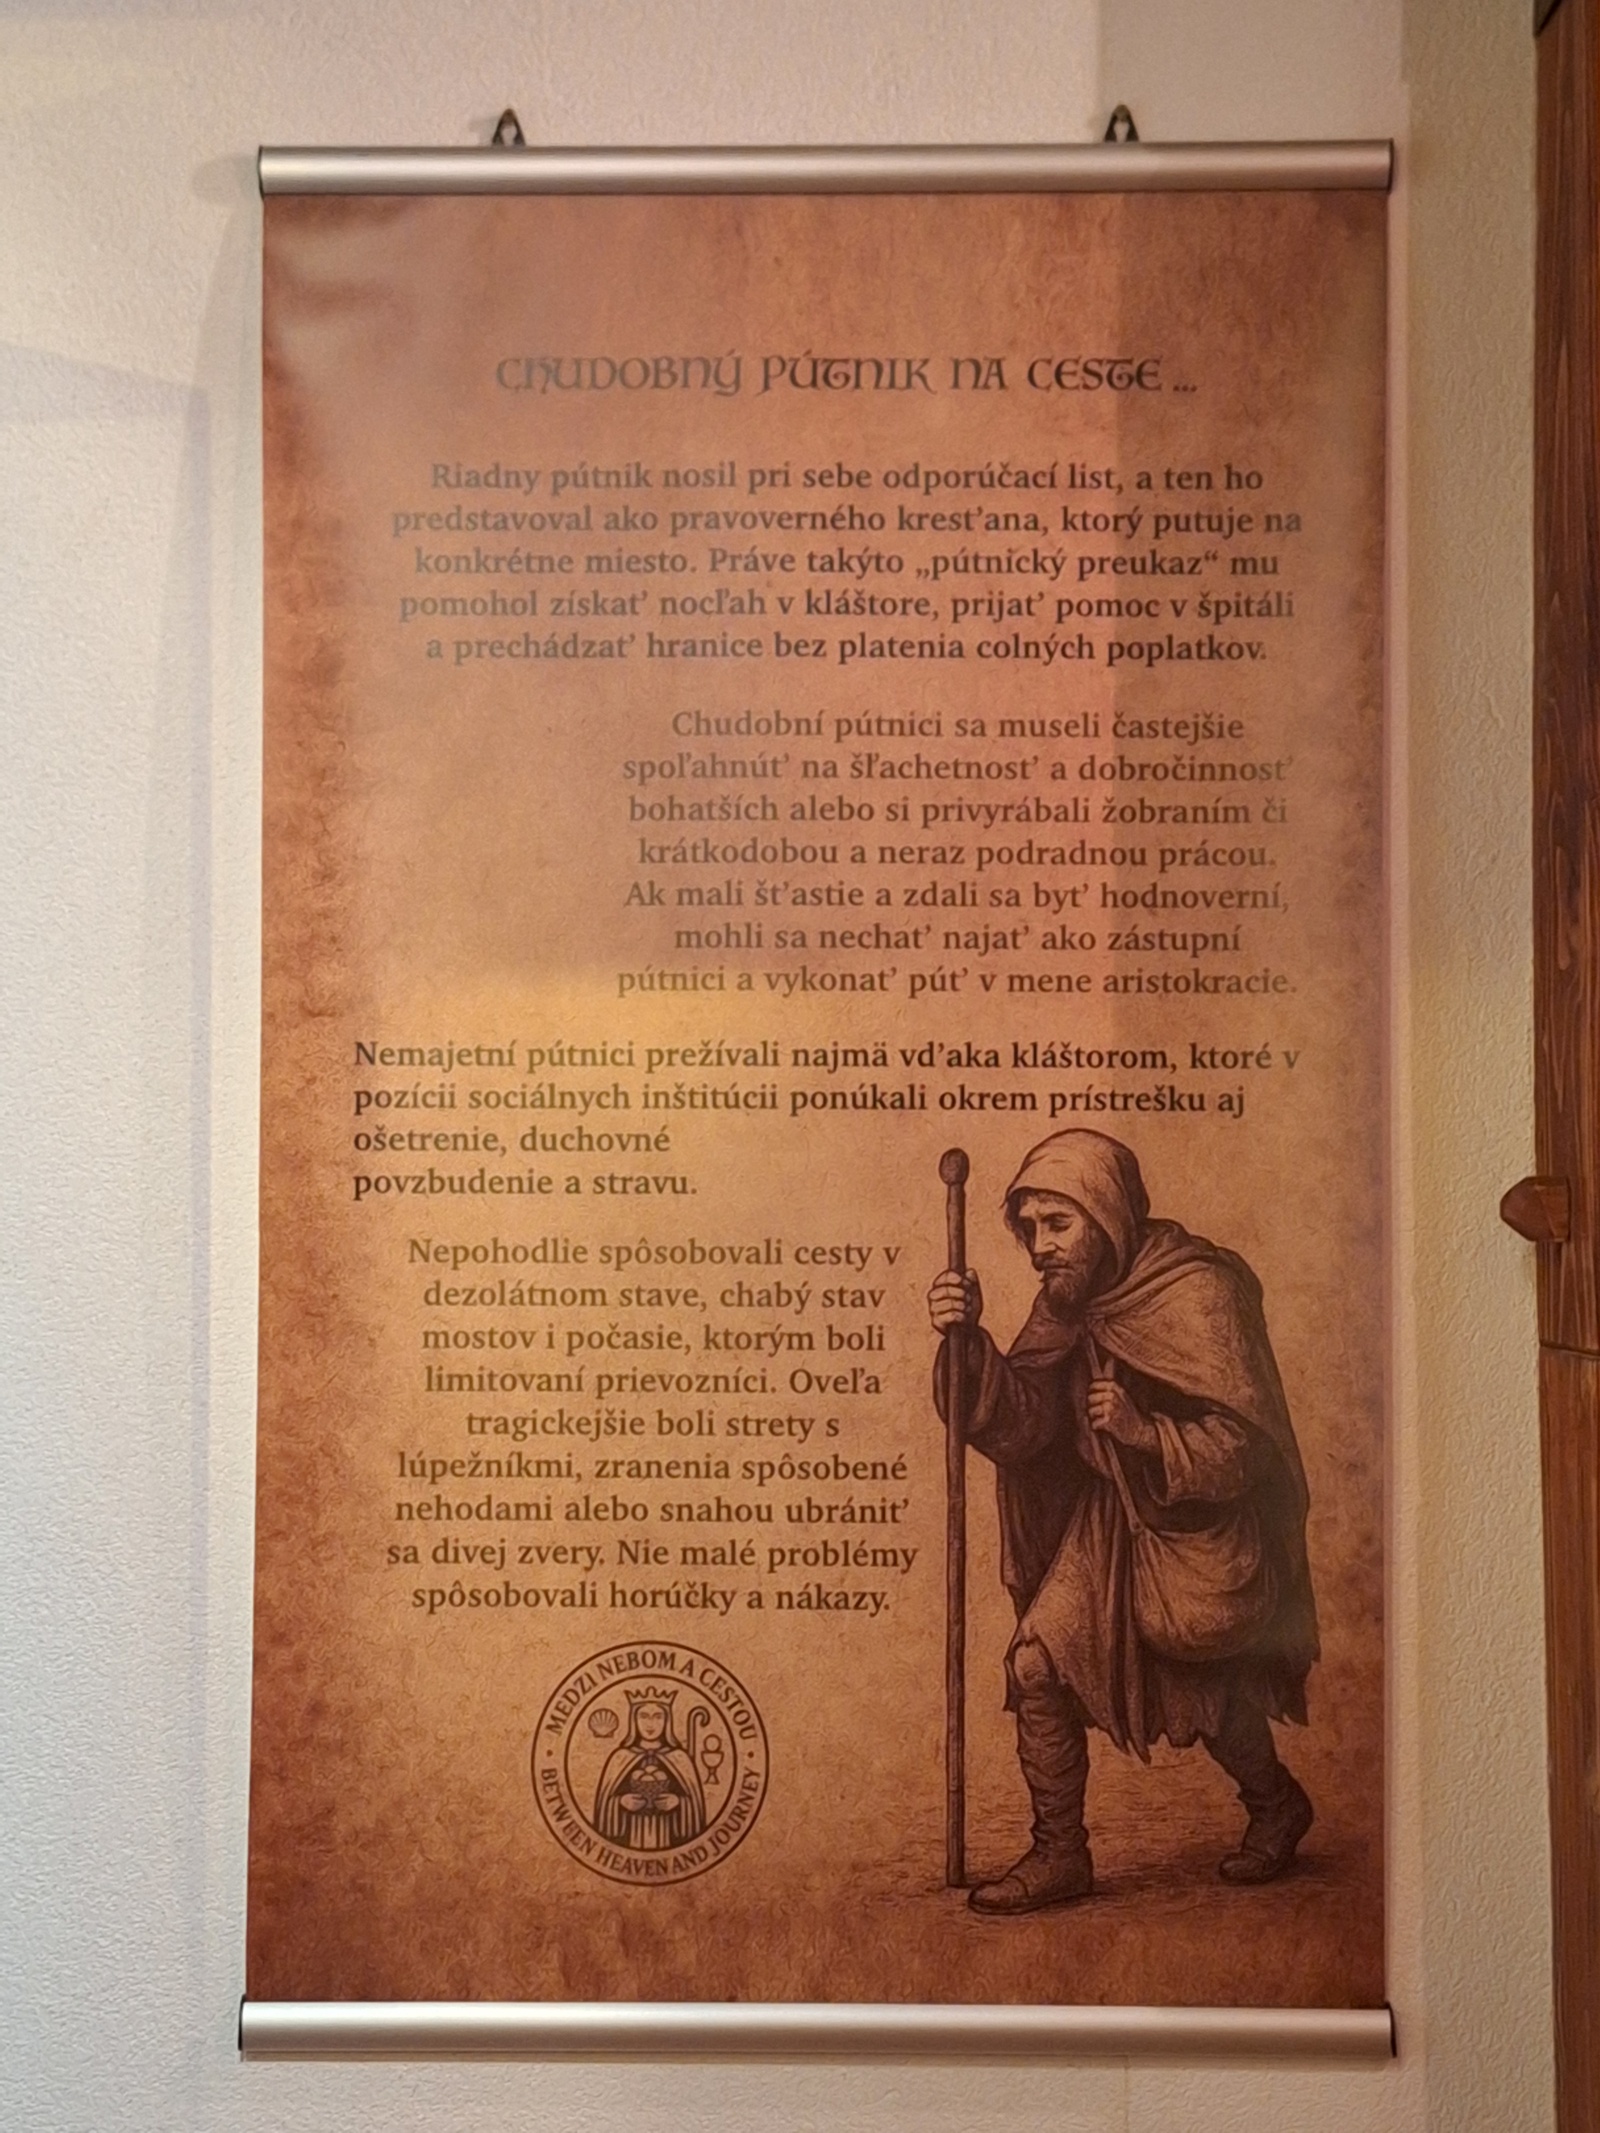 CHUDOBNÝ PÚTNIK NA CESTE...
Riadny pútnik nosil pri sebe odporúčací list, a ten ho
predstavoval ako pravoverného kresťana, ktorý putuje na
konkrétne miesto. Práve takýto „pútnický preukaz“ mu
pomohol získať nocľah v kláštore, prijať pomoc v špitáli
a prechádzať hranice bez platenia colných poplatkov.
Chudobní pútnici sa museli častejšie
spoľahnúť na šľachetnosť a dobročinnosť
bohatších alebo si privyrábali žobraním či
krátkodobou a neraz podradnou prácou.
Ak mali šťastie a zdali sa byť hodnoverní,
mohli sa nechať najať ako zástupní
pútnici a vykonať púť v mene aristokracie.
Nemajetní pútnici prežívali najmä vďaka kláštorom, ktoré v
pozícii sociálnych inštitúcii ponúkali okrem prístrešku aj
ošetrenie, duchovné
povzbudenie a stravu.
Nepohodlie spôsobovali cesty v
dezolátnom stave, chabý stav
mostov i počasie, ktorým boli
limitovaní prievozníci. Oveľa
tragickejšie boli strety s
lúpežníkmi, zranenia spôsobené
nehodami alebo snahou ubrániť
sa divej zvery. Nie malé problémy
spôsobovali horúčky a nákazy.
• MEDZI NEBOM A CESTOU •
BETWEEN HEAVEN AND JOURNEY